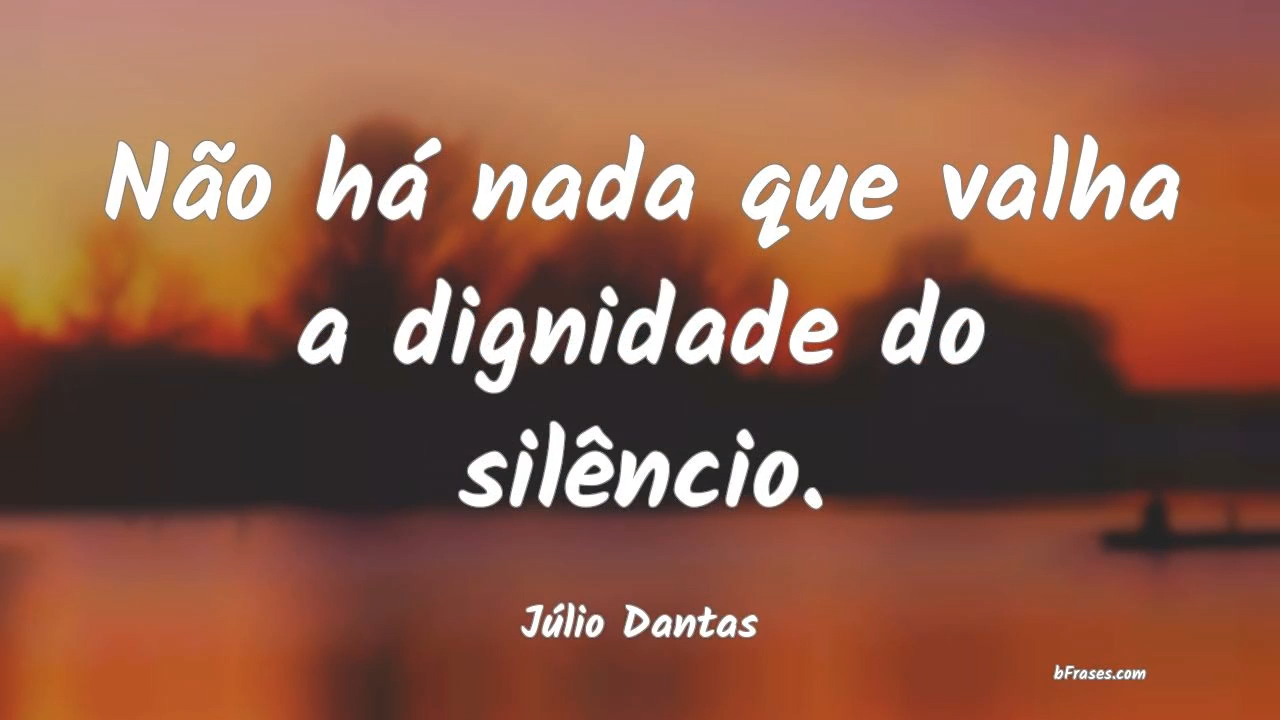 Não há nada que valha
a dignidade do
silêncio.
Júlio Dantas
bFrases.com